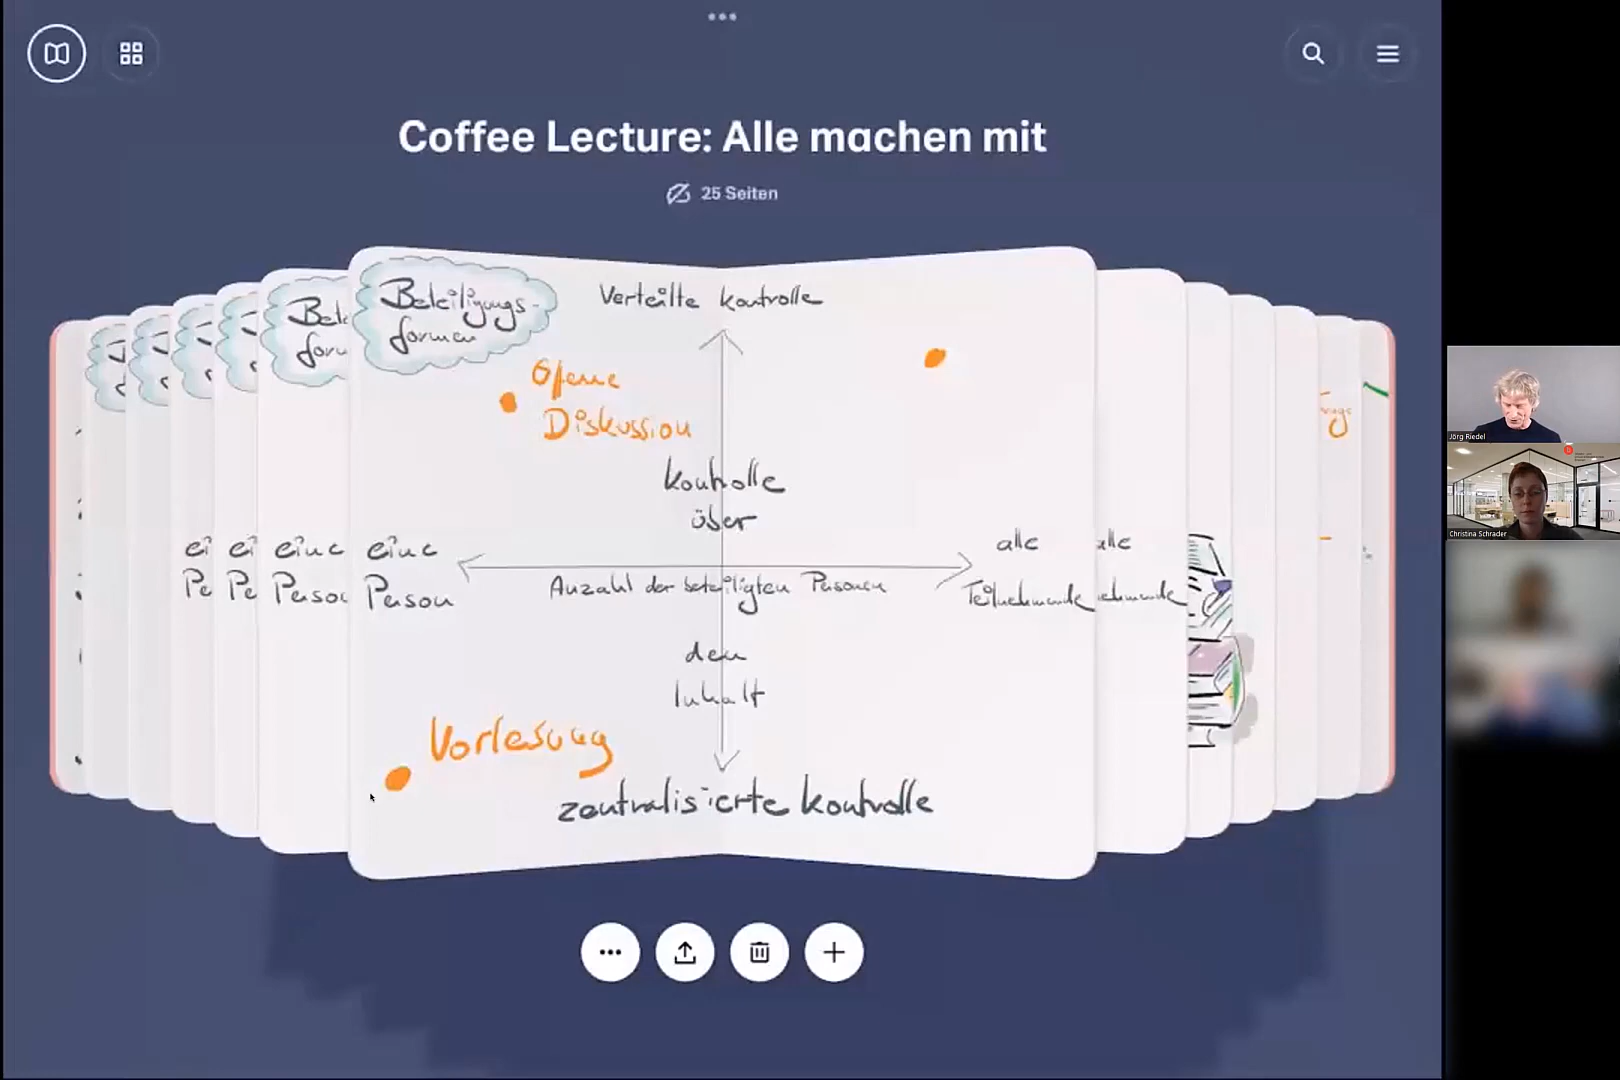 Coffee Lecture: Alle machen mit
25 Seiten
Beteiligungs-
formen
Verteilte Kontrolle
Offene
Diskussion
Kontrolle
über
eine
Person
Anzahl der beteiligten Personen
alle
Teilnehmende
den
Inhalt
Vorlesung
zentralisierte Kontrolle
Jörg Riedel
Christina Schrader